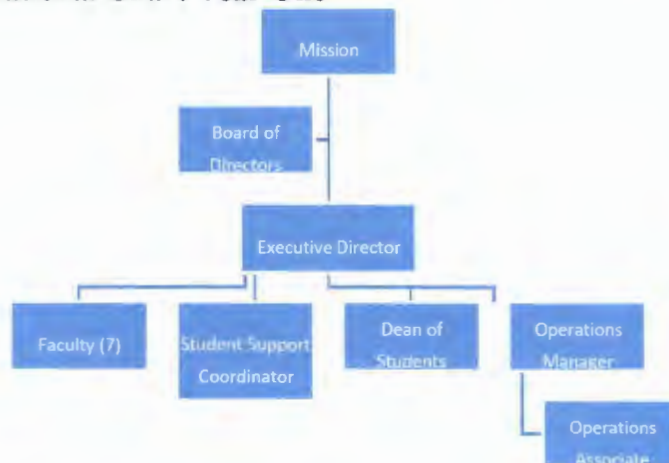 Mission
Board of
Directors
Executive Director
Faculty (7)
Student Support
Coordinator
Dean of
Students
Operations
Manager
Operations
Associate